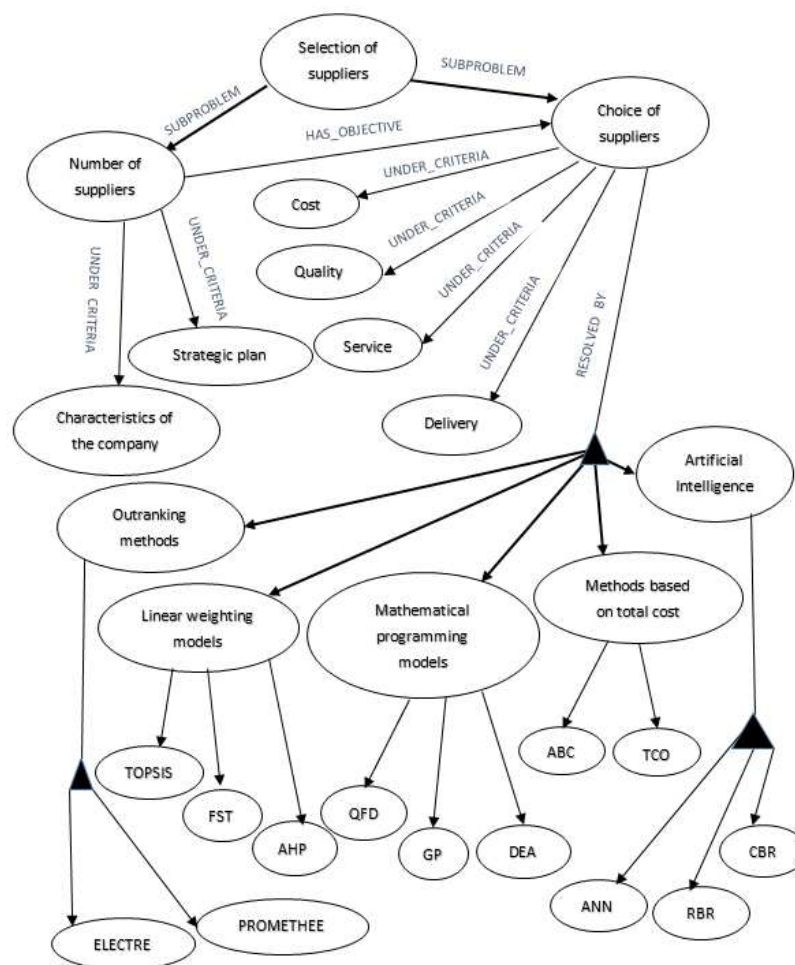 Selection of
suppliers
SUBPROBLEM
SUBPROBLEM
Choice of
suppliers
HAS_OBJECTIVE
Number of
suppliers
UNDER_CRITERIA
Cost
UNDER_CRITERIA
Quality
UNDER_CRITERIA
Service
UNDER_CRITERIA
Delivery
RESOLVED BY
UNDER CRITERIA
UNDER_CRITERIA
Strategic plan
Characteristics of
the company
Artificial
Intelligence
Outranking
methods
Methods based
on total cost
Linear weighting
models
Mathematical
programming
models
TOPSIS
FST
AHP
QFD
GP
DEA
ABC
TCO
CBR
ANN
RBR
PROMETHEE
ELECTRE